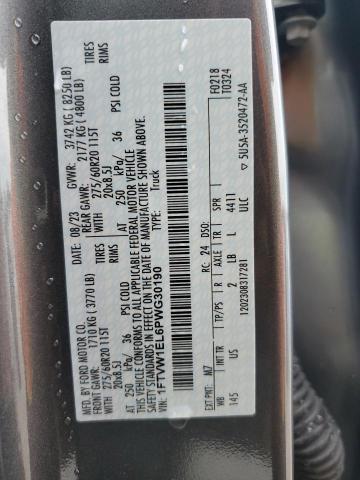 MFD. BY FORD MOTOR CO.
DATE: 08/23 GVWR: 3742 KG ( 8250 LB)
FRONT GAWR: 1710 KG ( 3770 LB) REAR GAWR: 2177 KG ( 4800 LB)
275/60R20 115T TIRES WITH 275/60R20 115T TIRES
20x8.5J RIMS 20x8.5J RIMS
AT 250 kPa/ 36 PSI COLD AT 250 kPa/ 36 PSI COLD
THIS VEHICLE CONFORMS TO ALL APPLICABLE FEDERAL MOTOR VEHICLE
SAFETY STANDARDS IN EFFECT ON THE DATE OF MANUFACTURE SHOWN ABOVE.
VIN: 1FTVW1EL6PWG30190 TYPE: Truck
F0218
T0324
EXT PNT: M7 RC: 24 DSO:
WB INT TR TP/PS R AXLE TR SPR
145 2 LB L 4411
US ULC
1202308317281 ▽ 5U5A-3520472-AA